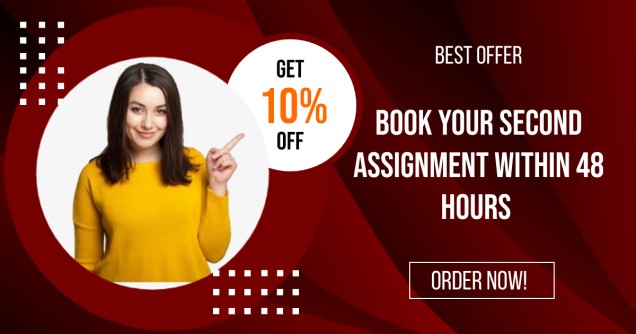 GET
10%
OFF
BEST OFFER
BOOK YOUR SECOND
ASSIGNMENT WITHIN 48
HOURS
ORDER NOW!